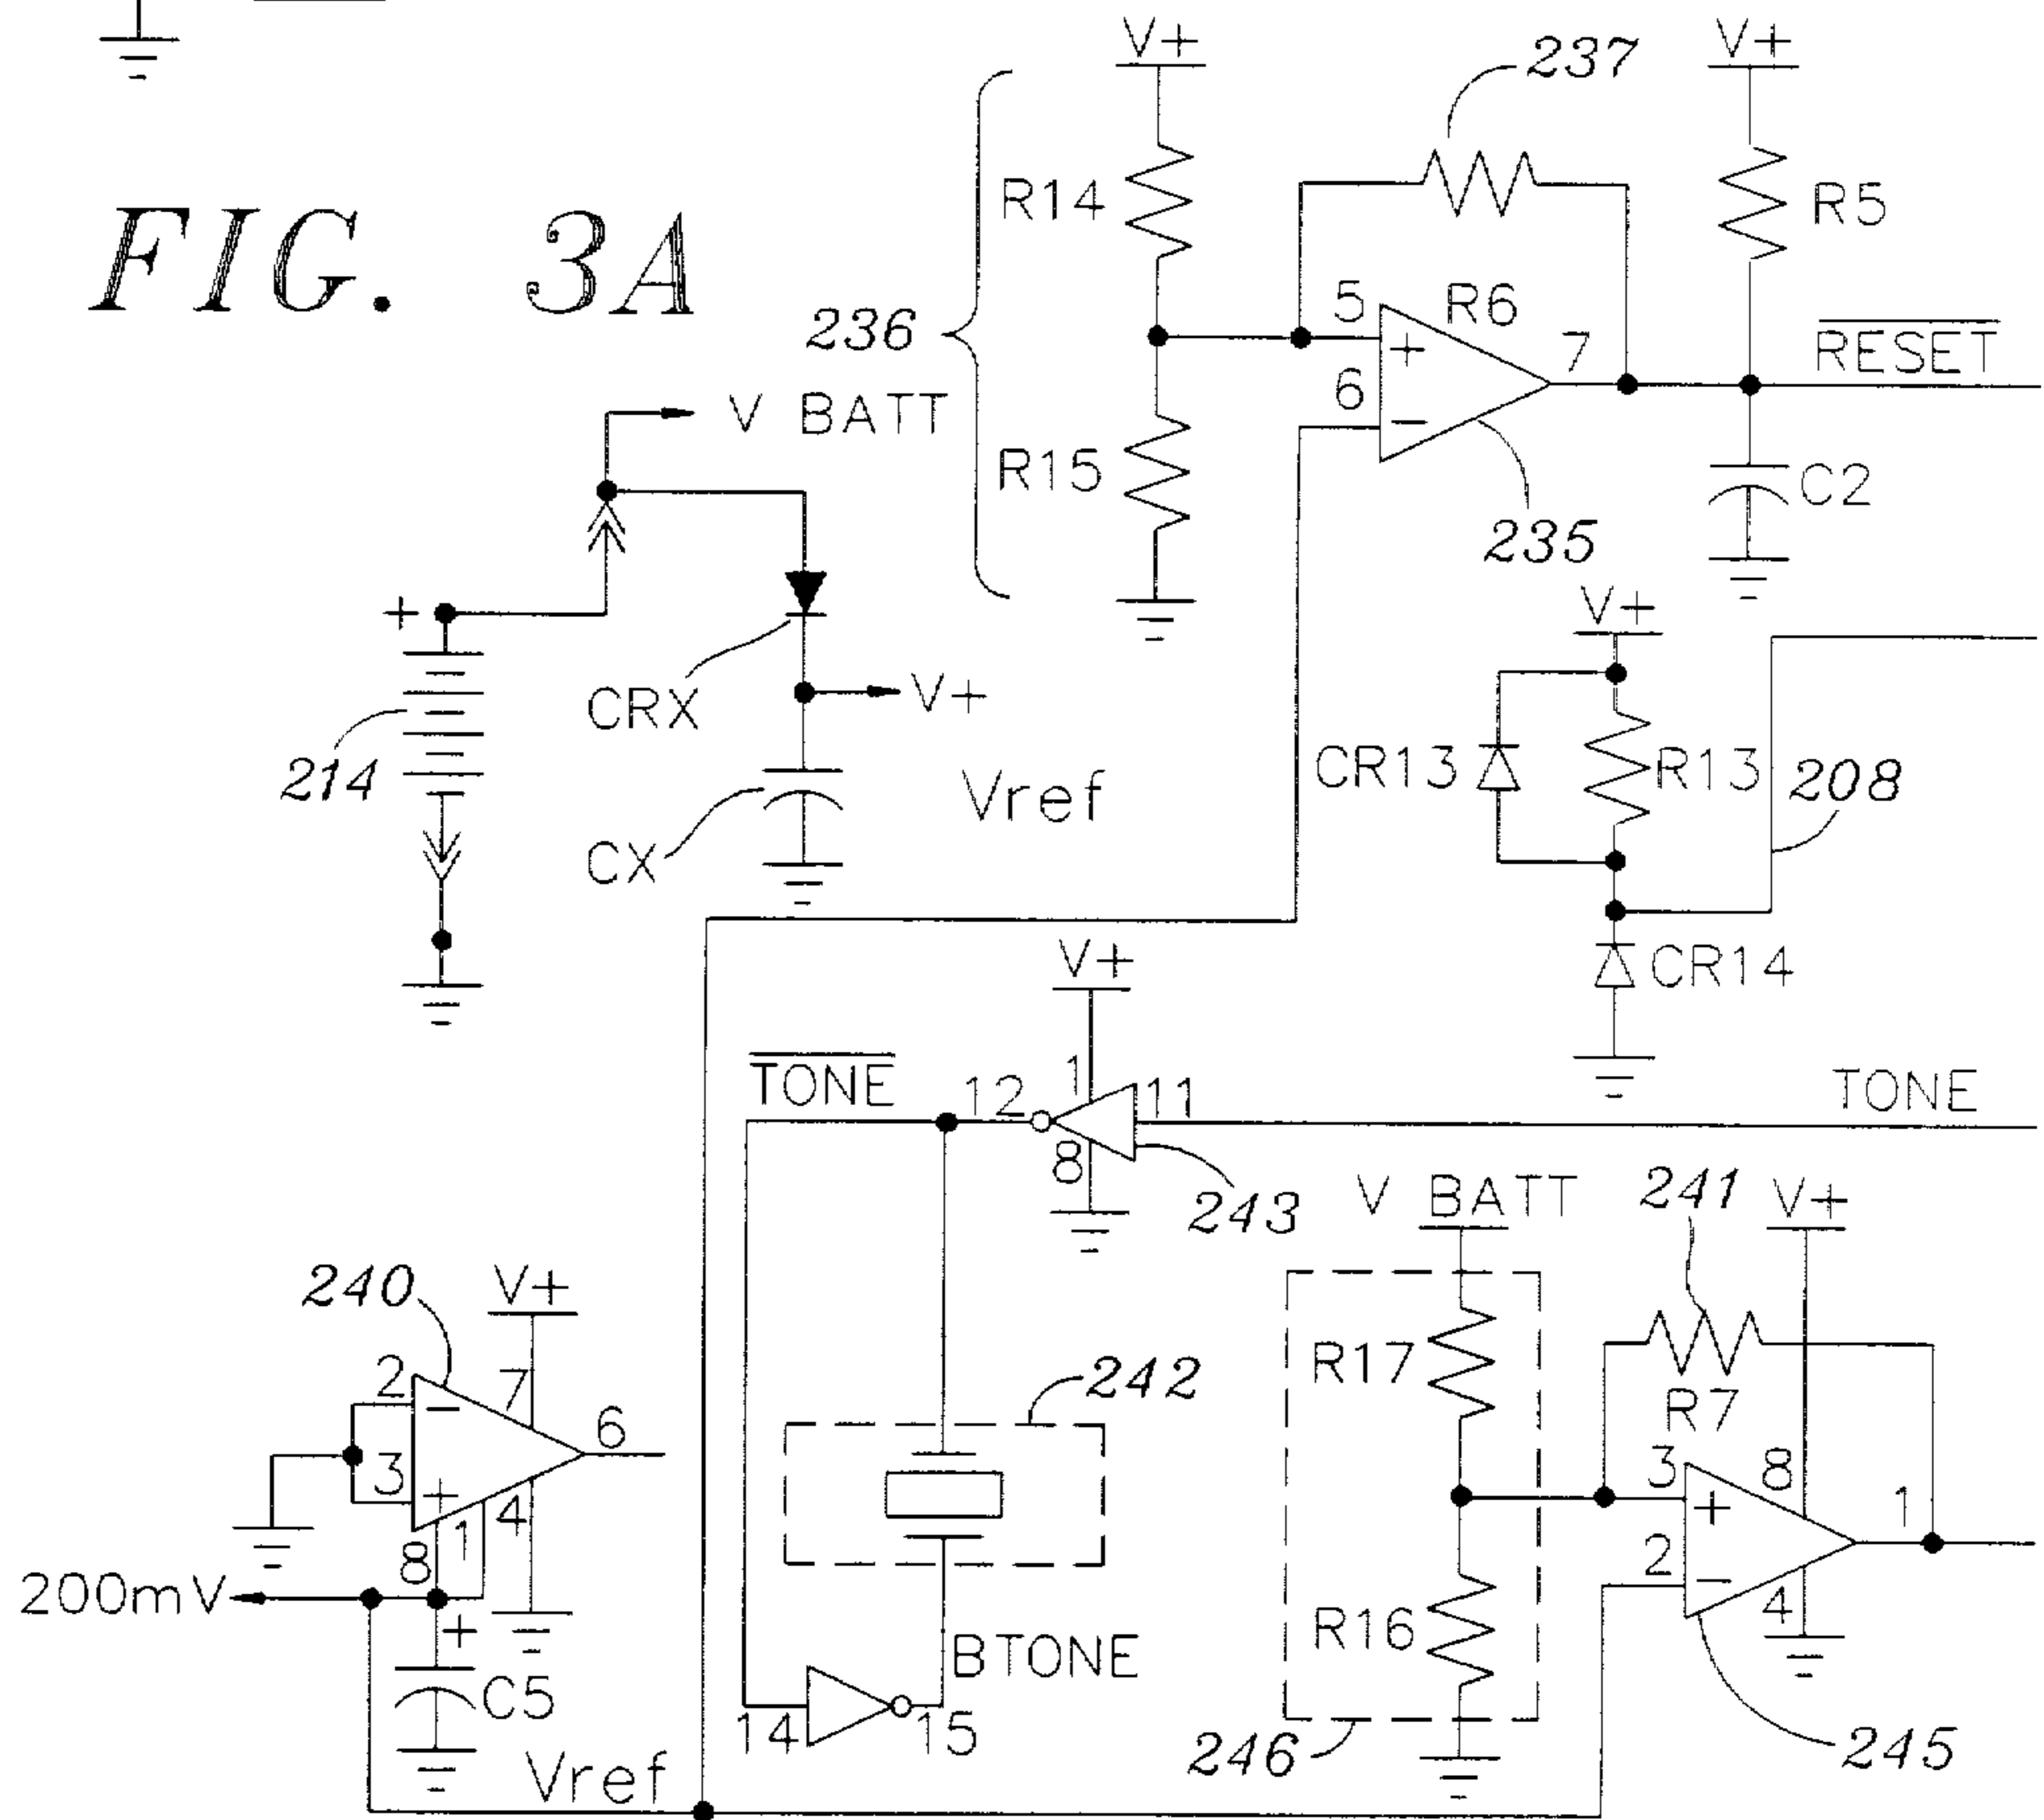 V+
237
V+
R14
R5
FIG. 3A
236
5
R6
+
7
RESET
6
−
V BATT
R15
C2
235
+
V+
CRX
V+
214
CR13
R13
208
Vref
CX
V+
CR14
TONE
12
1
11
TONE
8
243
V BATT
241
V+
240
V+
2
7
−
6
242
R17
R7
3
+
1
4
8
3
+
8
1
2
−
4
200mV
+
R16
BTONE
C5
14
15
246
245
Vref